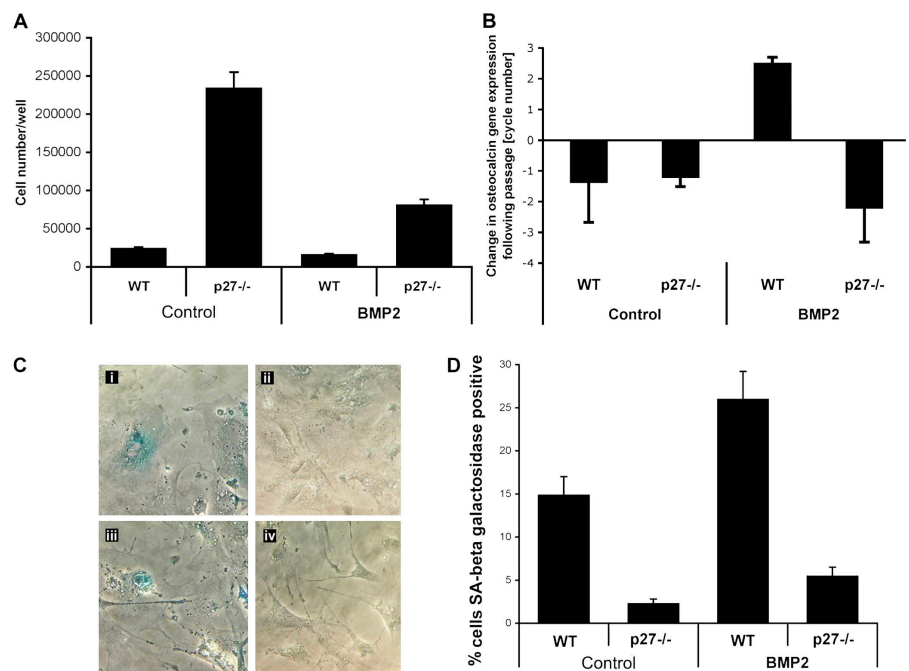 A
Cell number/well
300000
250000
200000
150000
100000
50000
0
WT
p27-/-
WT
p27-/-
Control
BMP2
B
Change in osteocalcin gene expression
following passage [cycle number]
3
2
1
0
-1
-2
-3
-4
WT
p27-/-
WT
p27-/-
Control
BMP2
C
i
ii
iii
iv
D
% cells SA-beta galactosidase positive
30
25
20
15
10
5
0
WT
p27-/-
WT
p27-/-
Control
BMP2